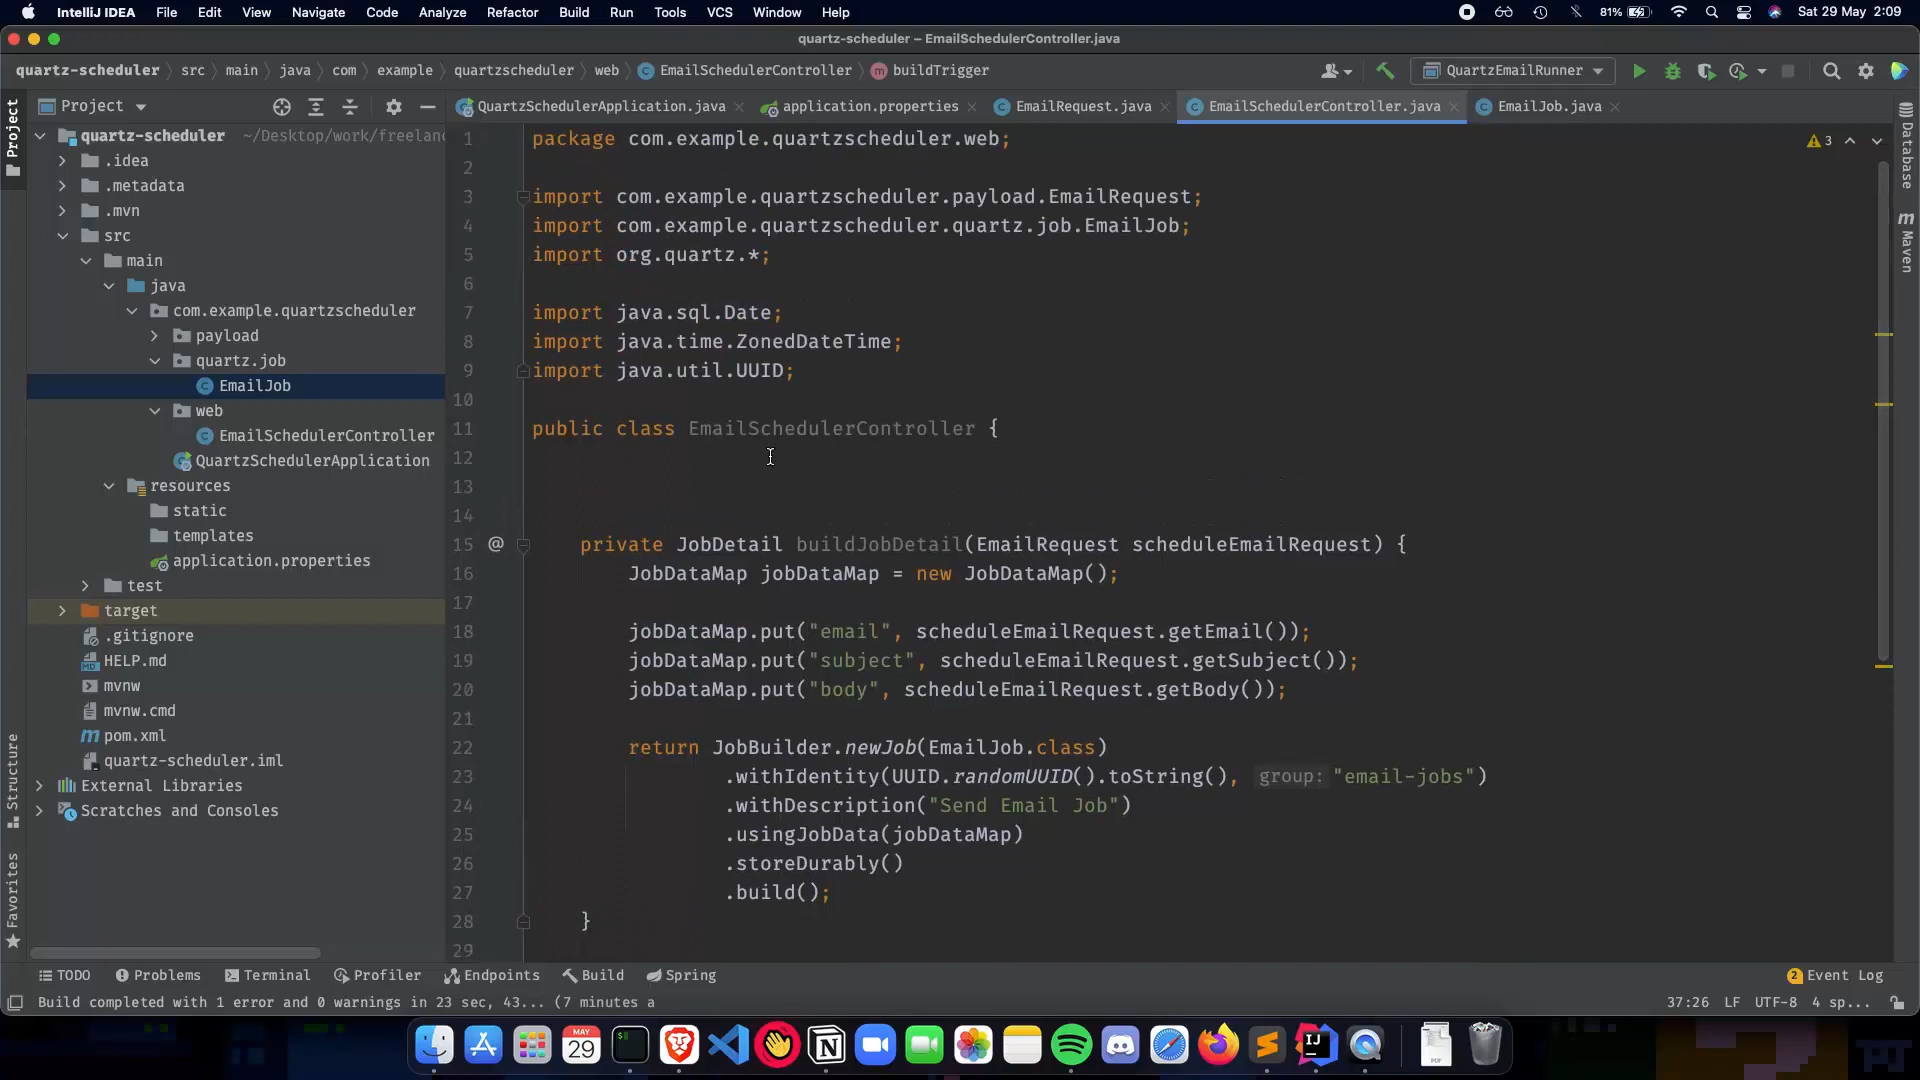 IntelliJ IDEA File Edit View Navigate Code Analyze Refactor Build Run Tools VCS Window Help 81% Sat 29 May 2:09
quartz-scheduler – EmailSchedulerController.java
quartz-scheduler src main java com example quartzscheduler web EmailSchedulerController buildTrigger QuartzEmailRunner
Project
QuartzSchedulerApplication.java application.properties EmailRequest.java EmailSchedulerController.java EmailJob.java
Project
Structure
Favorites
Database
Maven
quartz-scheduler ~/Desktop/work/freelanc
.idea
.metadata
.mvn
src
main
java
com.example.quartzscheduler
payload
quartz.job
EmailJob
web
EmailSchedulerController
QuartzSchedulerApplication
resources
static
templates
application.properties
test
target
.gitignore
HELP.md
mvnw
mvnw.cmd
pom.xml
quartz-scheduler.iml
External Libraries
Scratches and Consoles
3
1 package com.example.quartzscheduler.web;
2
3 import com.example.quartzscheduler.payload.EmailRequest;
4 import com.example.quartzscheduler.quartz.job.EmailJob;
5 import org.quartz.*;
6
7 import java.sql.Date;
8 import java.time.ZonedDateTime;
9 import java.util.UUID;
10
11 public class EmailSchedulerController {
12
13
14
15 @ private JobDetail buildJobDetail(EmailRequest scheduleEmailRequest) {
16 JobDataMap jobDataMap = new JobDataMap();
17
18 jobDataMap.put("email", scheduleEmailRequest.getEmail());
19 jobDataMap.put("subject", scheduleEmailRequest.getSubject());
20 jobDataMap.put("body", scheduleEmailRequest.getBody());
21
22 return JobBuilder.newJob(EmailJob.class)
23 .withIdentity(UUID.randomUUID().toString(), group: "email-jobs")
24 .withDescription("Send Email Job")
25 .usingJobData(jobDataMap)
26 .storeDurably()
27 .build();
28 }
29
TODO Problems Terminal Profiler Endpoints Build Spring 2 Event Log
Build completed with 1 error and 0 warnings in 23 sec, 43... (7 minutes a 37:26 LF UTF-8 4 sp...
MAY
29
IJ
PDF